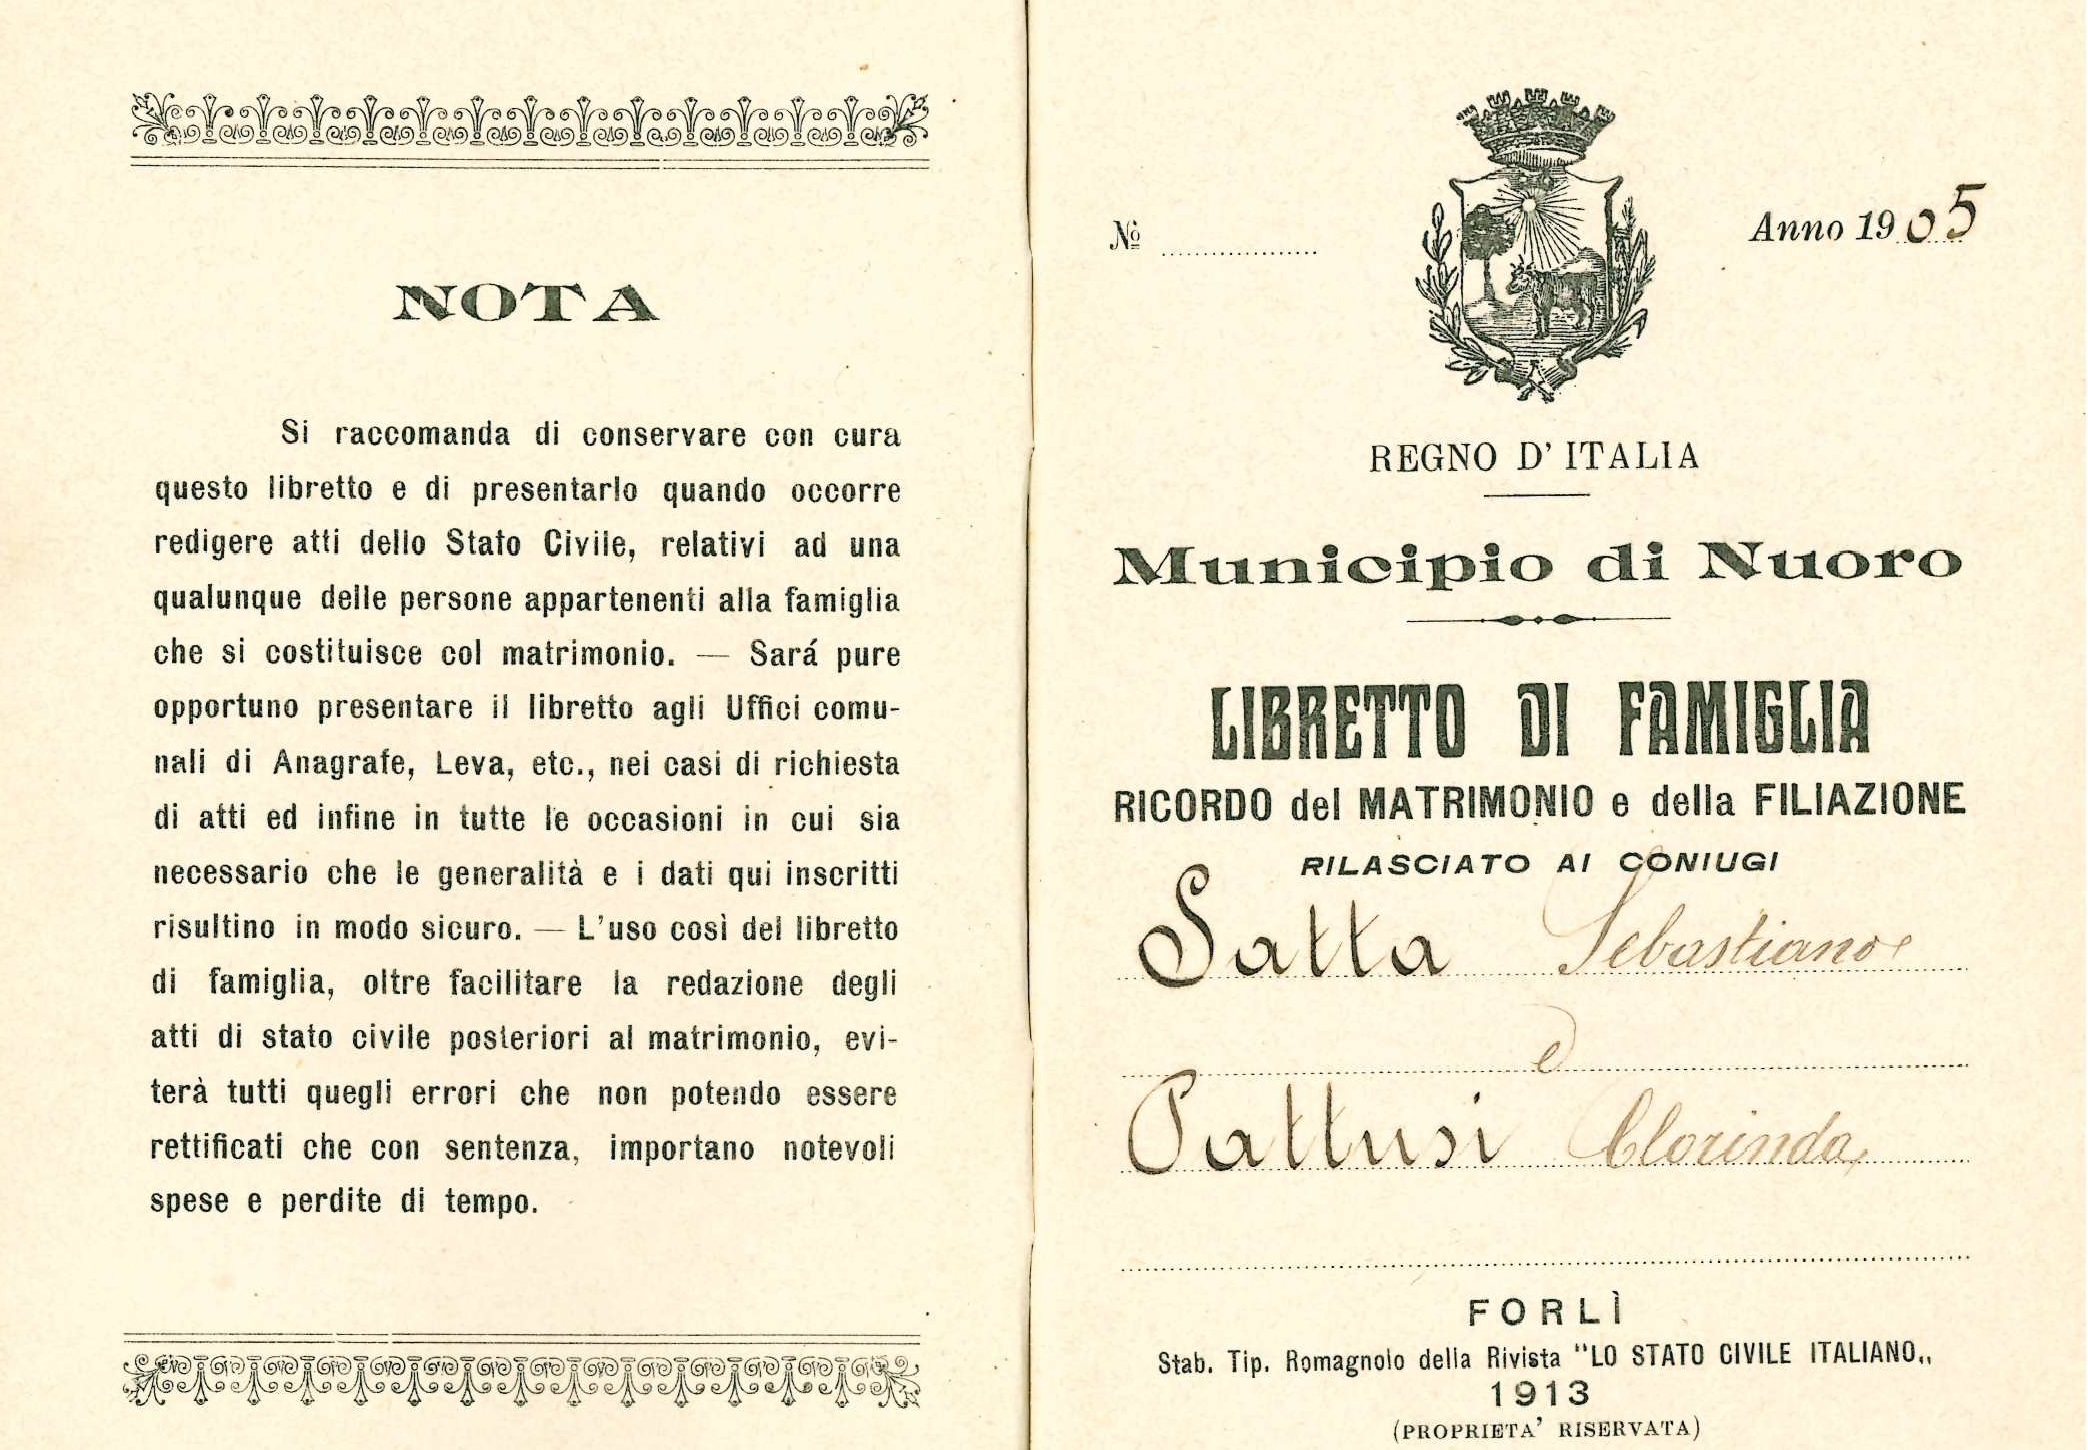 NOTA
Si raccomanda di conservare con cura
questo libretto e di presentarlo quando occorre
redigere atti dello Stato Civile, relativi ad una
qualunque delle persone appartenenti alla famiglia
che si costituisce col matrimonio. — Sará pure
opportuno presentare il libretto agli Uffici comu-
nali di Anagrafe, Leva, etc., nei casi di richiesta
di atti ed infine in tutte le occasioni in cui sia
necessario che le generalità e i dati qui inscritti
risultino in modo sicuro. — L'uso così del libretto
di famiglia, oltre facilitare la redazione degli
atti di stato civile posteriori al matrimonio, evi-
terà tutti quegli errori che non potendo essere
rettificati che con sentenza, importano notevoli
spese e perdite di tempo.
Nº
Anno 1905
REGNO D'ITALIA
Municipio di Nuoro
LIBRETTO DI FAMIGLIA
RICORDO del MATRIMONIO e della FILIAZIONE
RILASCIATO AI CONIUGI
Satta Sebastiano
e
Pattusi Clorinda
FORLÌ
Stab. Tip. Romagnolo della Rivista "LO STATO CIVILE ITALIANO„
1913
(PROPRIETA' RISERVATA)